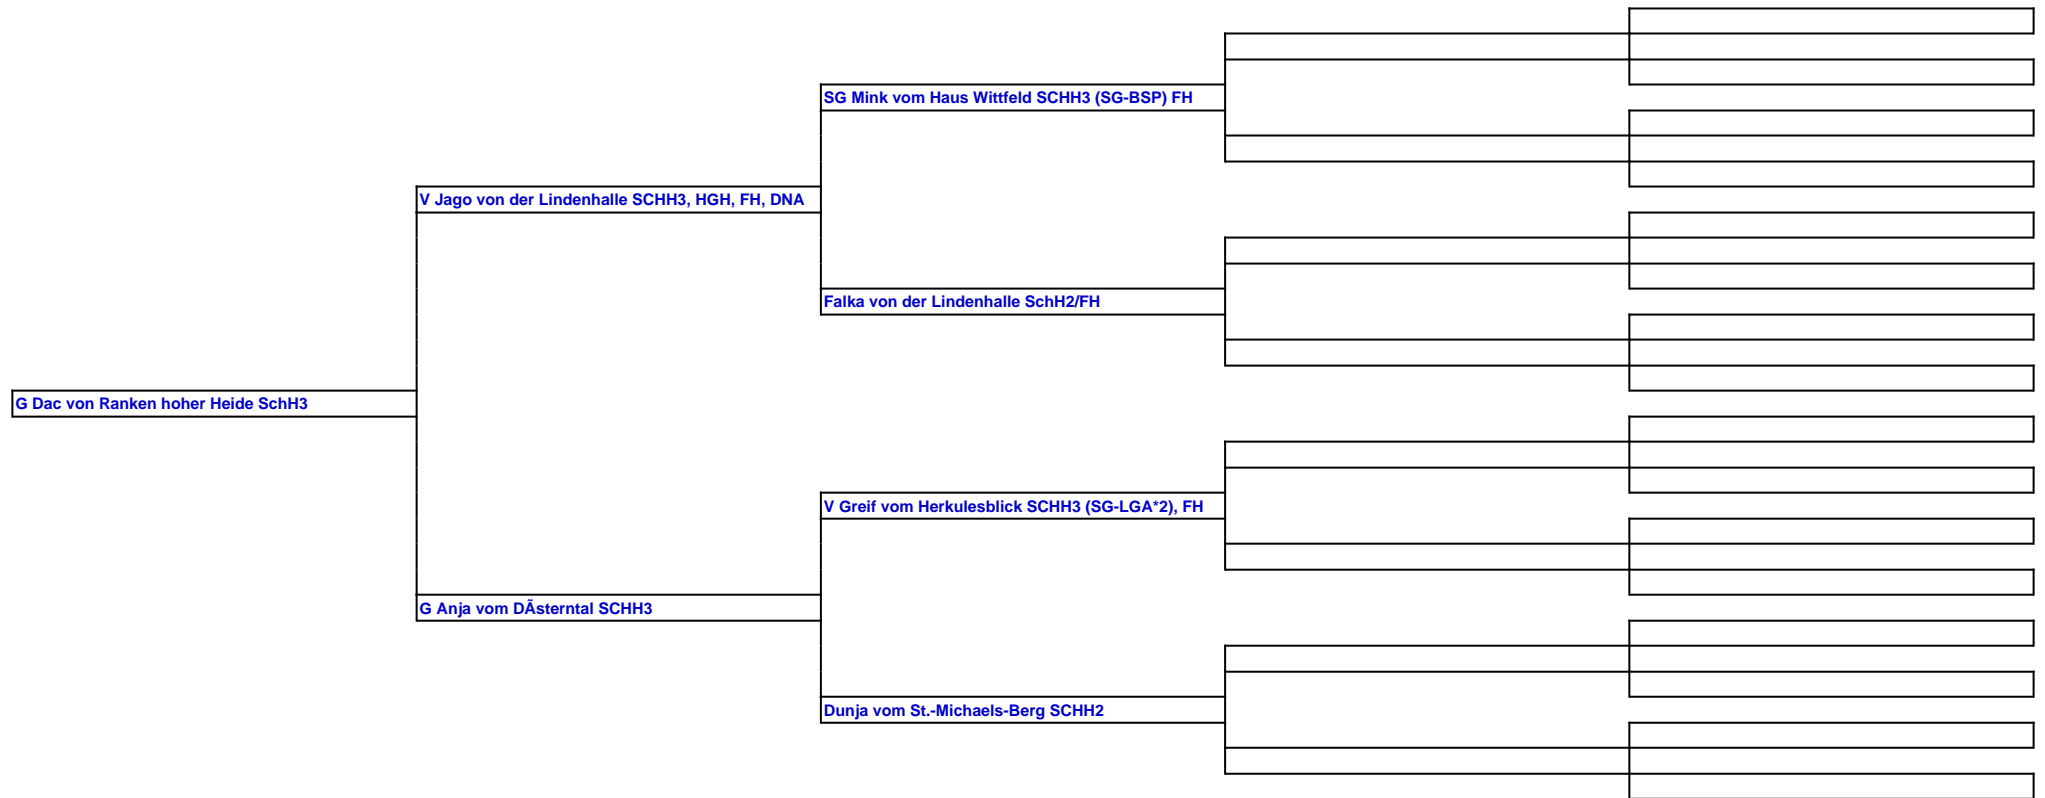 SG Mink vom Haus Wittfeld SCHH3 (SG-BSP) FH
V Jago von der Lindenhalle SCHH3, HGH, FH, DNA
Falka von der Lindenhalle SchH2/FH
G Dac von Ranken hoher Heide SchH3
V Greif vom Herkulesblick SCHH3 (SG-LGA*2), FH
G Anja vom DÃsterntal SCHH3
Dunja vom St.-Michaels-Berg SCHH2